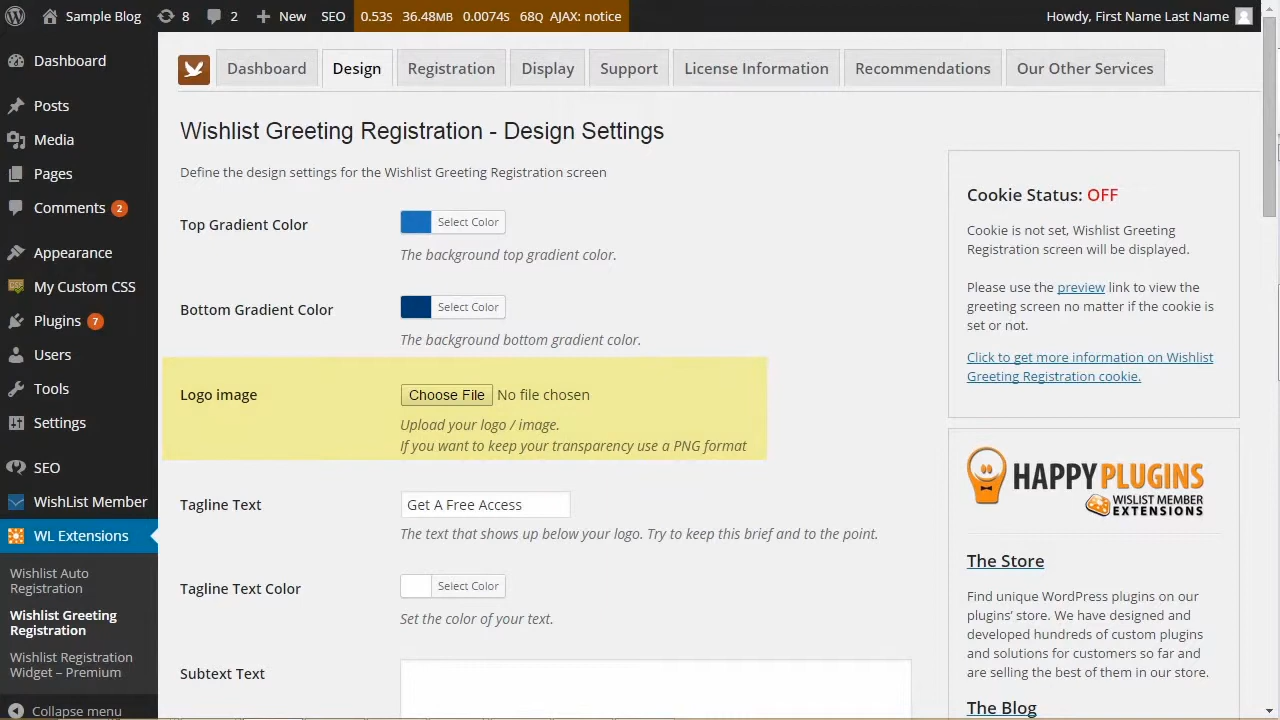 Sample Blog 8 2 New SEO 0.53s 36.48MB 0.0074s 68Q AJAX: notice Howdy, First Name Last Name
Dashboard
Posts
Media
Pages
Comments 2
Appearance
My Custom CSS
Plugins 7
Users
Tools
Settings
SEO
WishList Member
WL Extensions
Wishlist Auto
Registration
Wishlist Greeting
Registration
Wishlist Registration
Widget – Premium
Collapse menu
Dashboard Design Registration Display Support License Information Recommendations Our Other Services
Wishlist Greeting Registration - Design Settings
Define the design settings for the Wishlist Greeting Registration screen
Top Gradient Color Select Color
The background top gradient color.
Bottom Gradient Color Select Color
The background bottom gradient color.
Logo image Choose File No file chosen
Upload your logo / image.
If you want to keep your transparency use a PNG format
Tagline Text Get A Free Access
The text that shows up below your logo. Try to keep this brief and to the point.
Tagline Text Color Select Color
Set the color of your text.
Subtext Text
Cookie Status: OFF
Cookie is not set, Wishlist Greeting
Registration screen will be displayed.
Please use the preview link to view the
greeting screen no matter if the cookie is
set or not.
Click to get more information on Wishlist
Greeting Registration cookie.
HAPPY PLUGINS
WISLIST MEMBER
EXTENSIONS
The Store
Find unique WordPress plugins on our
plugins' store. We have designed and
developed hundreds of custom plugins
and solutions for customers so far and
are selling the best of them in our store.
The Blog